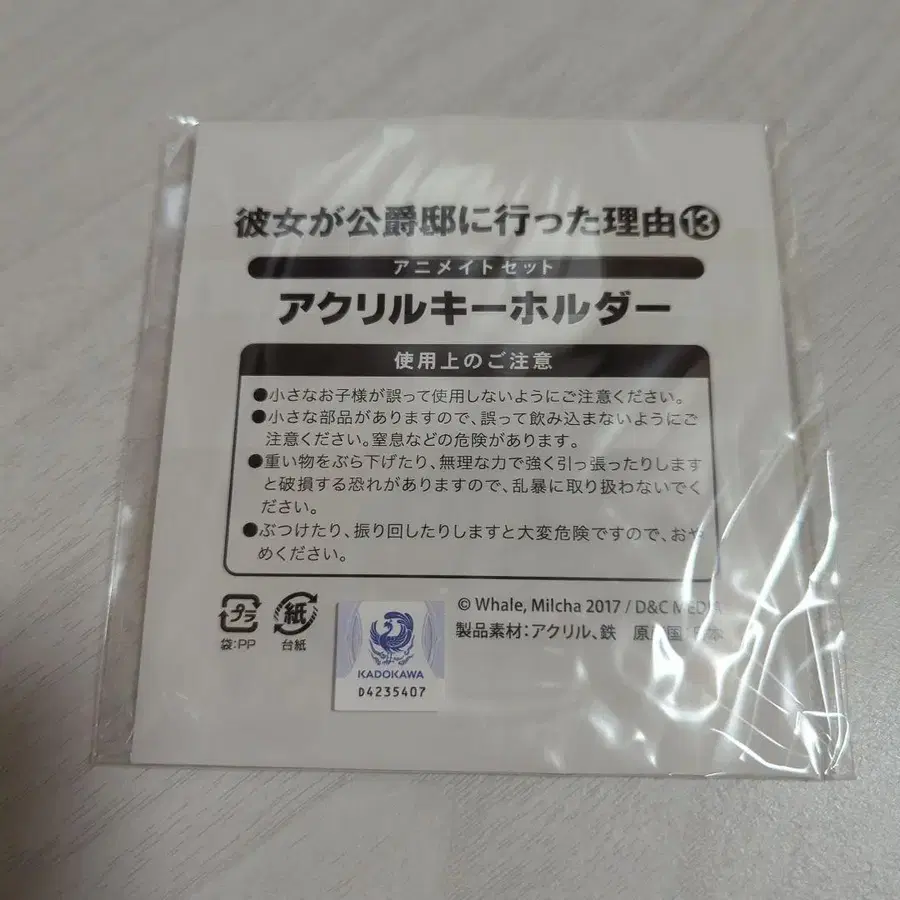 彼女が公爵邸に行った理由⑬
アニメイトセット
アクリルキーホルダー
使用上のご注意
●小さなお子様が誤って使用しないようにご注意ください。
●小さな部品がありますので、誤って飲み込まないようにご
注意ください。窒息などの危険があります。
●重い物をぶら下げたり、無理な力で強く引っ張ったりします
と破損する恐れがありますので、乱暴に取り扱わないでく
ださい。
●ぶつけたり、振り回したりしますと大変危険ですので、おや
めください。
プラ
袋:PP
紙
台紙
KADOKAWA
D4235407
© Whale, Milcha 2017 / D&C MEDIA
製品素材:アクリル、鉄 原産国:日本